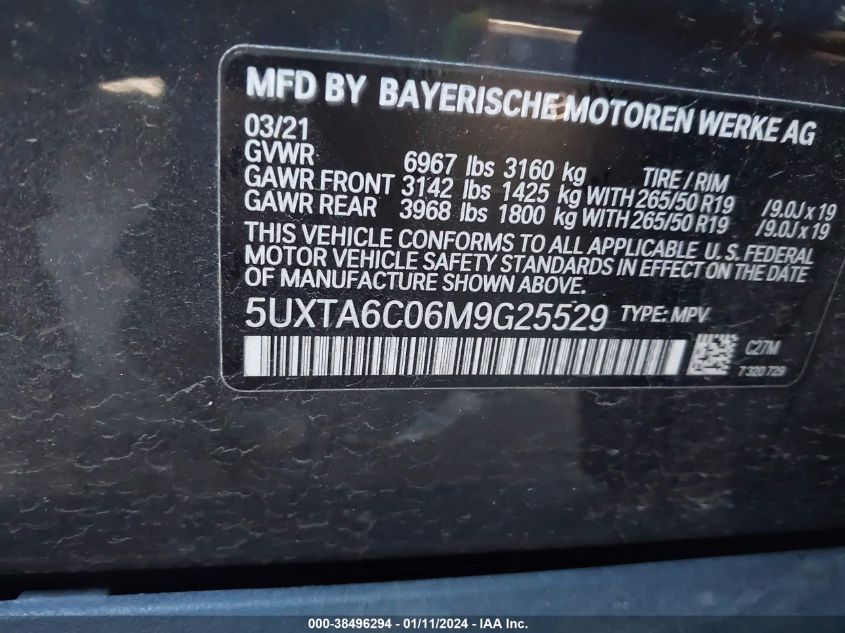 MFD BY BAYERISCHE MOTOREN WERKE AG
03/21
GVWR 6967 lbs 3160 kg TIRE / RIM
GAWR FRONT 3142 lbs 1425 kg WITH 265/50 R19 /9.0J x 19
GAWR REAR 3968 lbs 1800 kg WITH 265/50 R19 /9.0J x 19
THIS VEHICLE CONFORMS TO ALL APPLICABLE U.S. FEDERAL
MOTOR VEHICLE SAFETY STANDARDS IN EFFECT ON THE DATE
OF MANUFACTURE SHOWN ABOVE.
5UXTA6C06M9G25529 TYPE: MPV
C27M
7 320 729
000-38496294 - 01/11/2024 - IAA Inc.